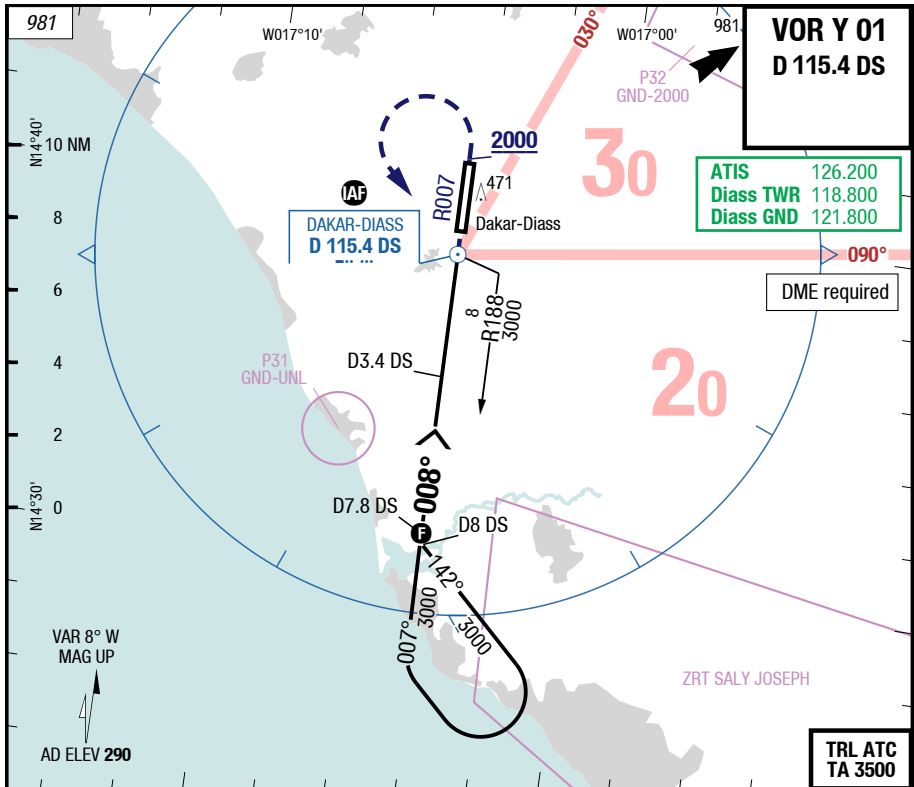 981
W017°10'
030°
W017°00'
981.
VOR Y 01
D 115.4 DS
P32
GND-2000
N14°40'
10 NM
2000
30
ATIS 126.200
Diass TWR 118.800
Diass GND 121.800
IAF
R007
471
Dakar-Diass
8
DAKAR-DIASS
D 115.4 DS
090°
6
DME required
8
R188
3000
4
D3.4 DS
P31
GND-UNL
20
2
008°
N14°30'
0
D7.8 DS
F
D8 DS
142°
3000
007°
3000
VAR 8° W
MAG UP
ZRT SALY JOSEPH
AD ELEV 290
TRL ATC
TA 3500